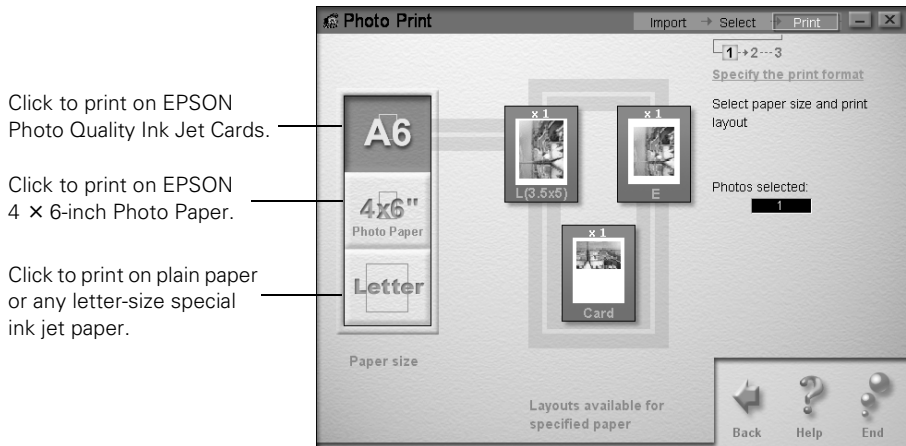 Click to print on EPSON
Photo Quality Ink Jet Cards.
Click to print on EPSON
4 × 6-inch Photo Paper.
Click to print on plain paper
or any letter-size special
ink jet paper.
Photo Print
Import → Select → Print
1→2---3
Specify the print format
Select paper size and print
layout
Photos selected:
1
A6
4x6"
Photo Paper
Letter
Paper size
x 1
L(3.5x5)
x 1
E
x 1
Card
Layouts available for
specified paper
Back
Help
End